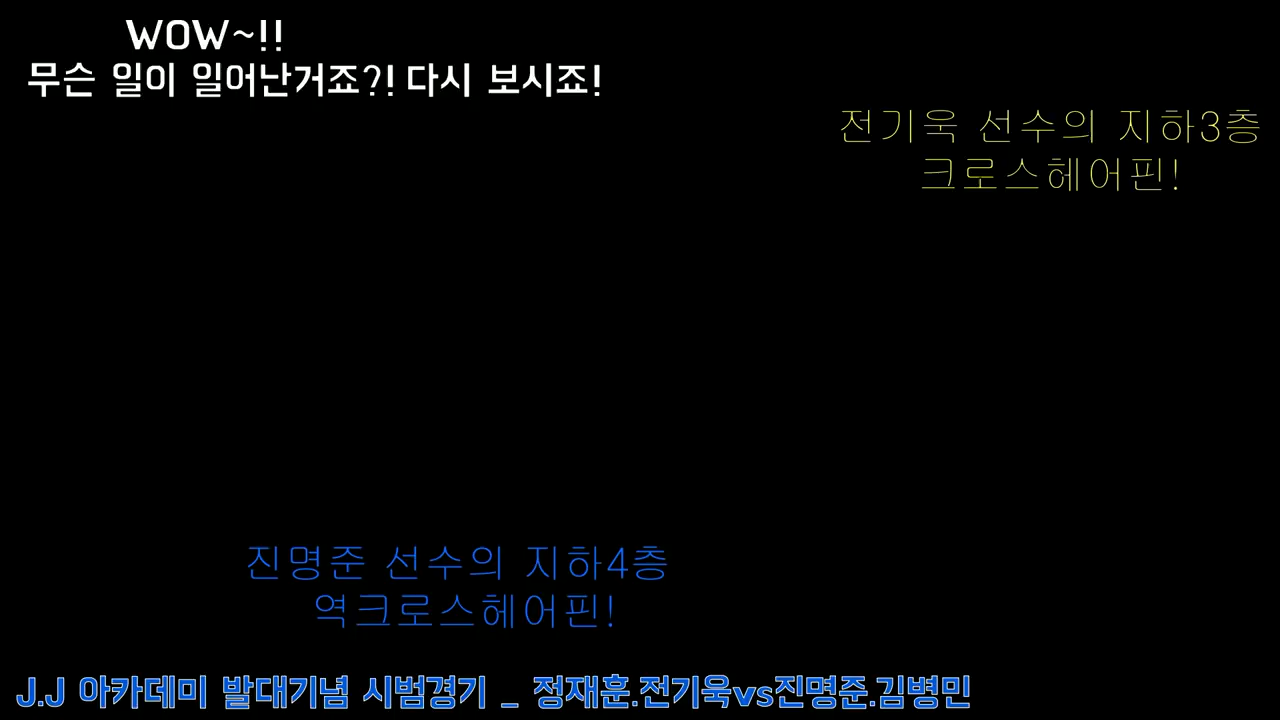 WOW~!!
무슨 일이 일어난거죠?! 다시 보시죠!
전기욱 선수의 지하3층
크로스헤어핀!
진명준 선수의 지하4층
역크로스헤어핀!
J.J 아카데미 발대기념 시범경기 _ 정재훈.전기욱vs진명준.김병민